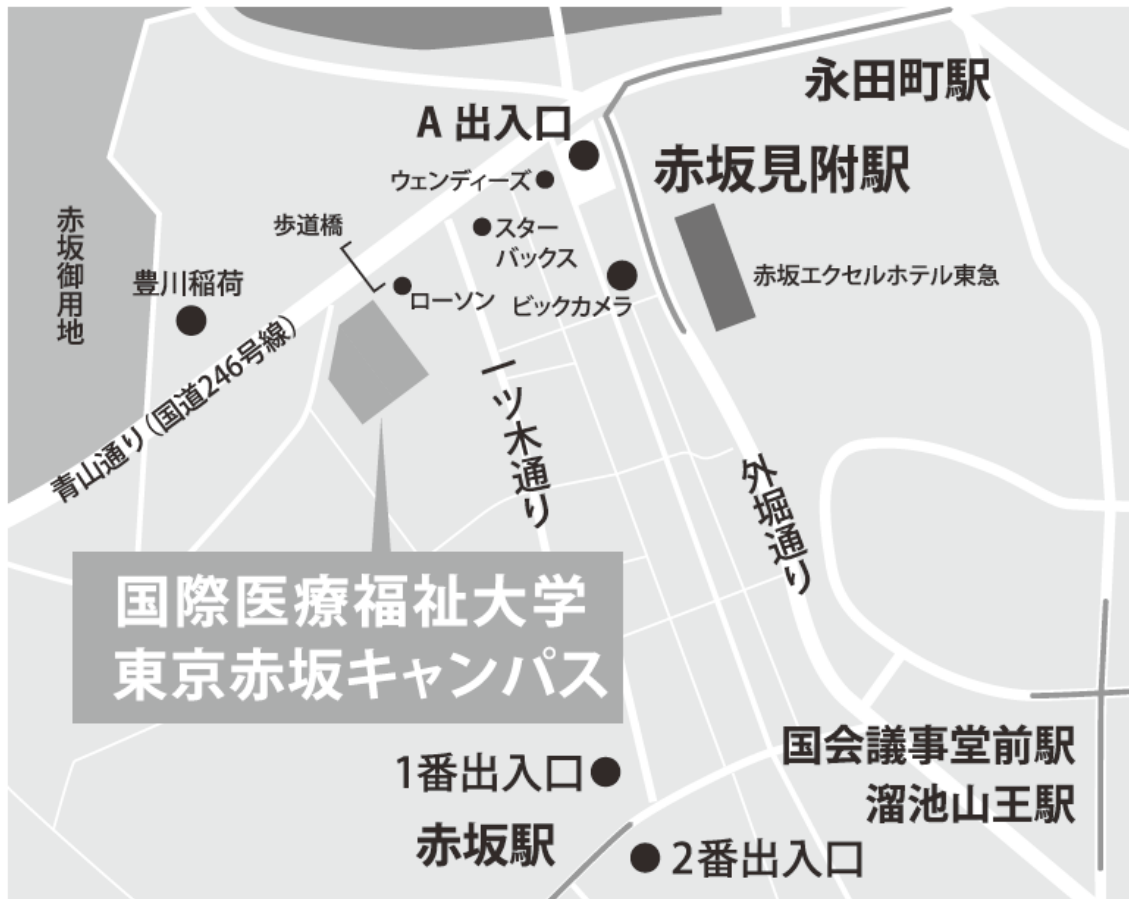 永田町駅
A 出入口
赤坂見附駅
ウェンディーズ
スター
バックス
歩道橋
赤坂御用地
豊川稲荷
ローソン
ビックカメラ
赤坂エクセルホテル東急
青山通り(国道246号線)
一ツ木通り
外堀通り
国際医療福祉大学
東京赤坂キャンパス
国会議事堂前駅
溜池山王駅
1番出入口
赤坂駅
2番出入口